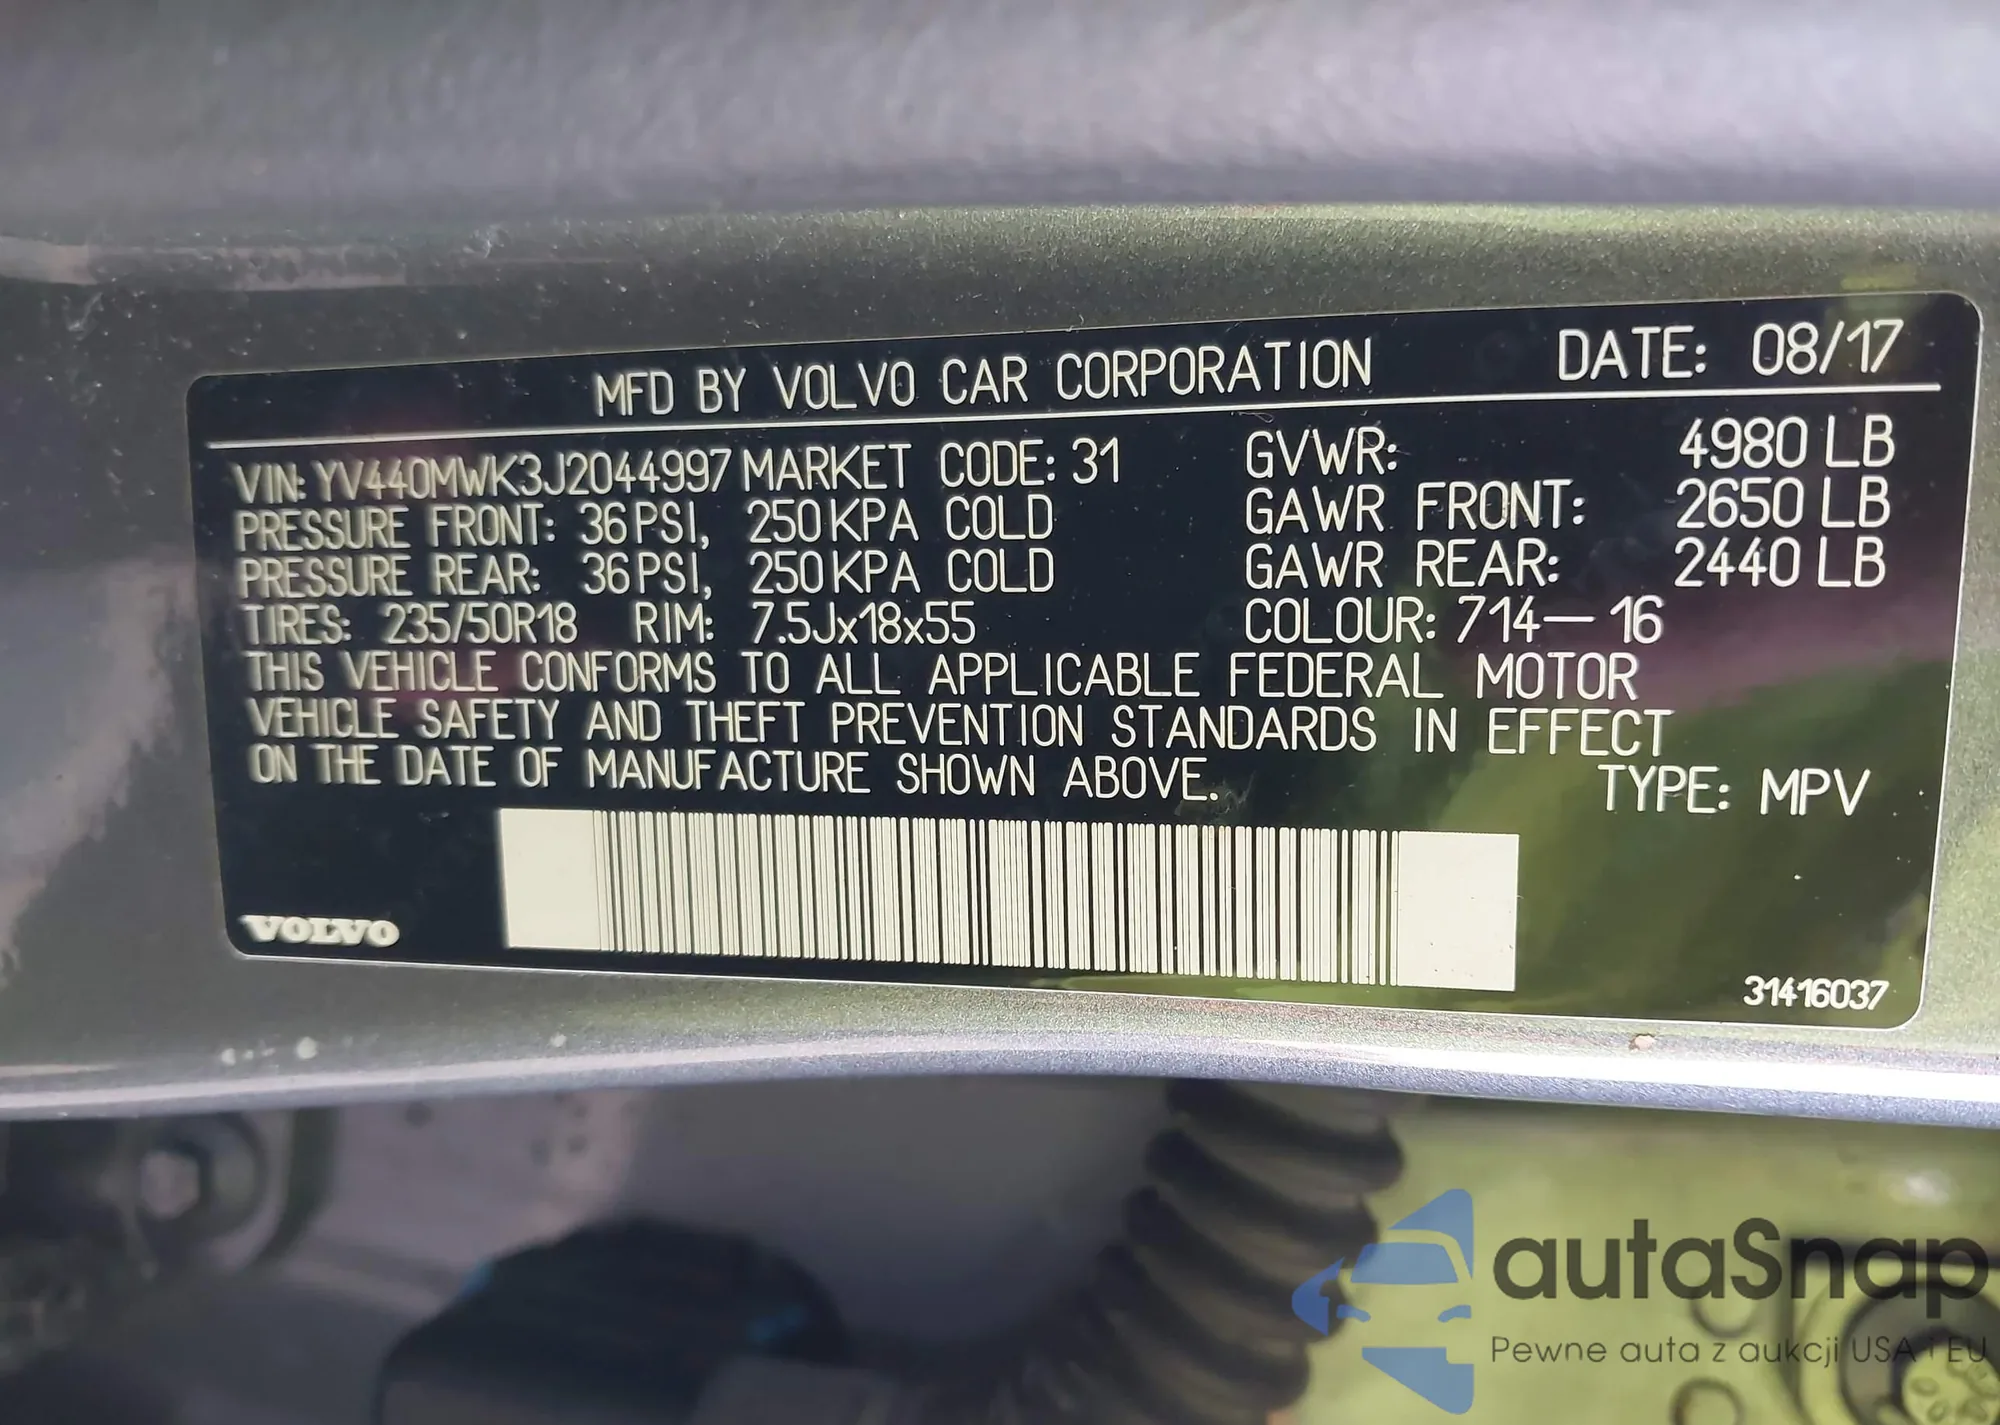 MFD BY VOLVO CAR CORPORATION DATE: 08/17
VIN: YV440MWK3J2044997 MARKET CODE: 31 GVWR: 4980 LB
PRESSURE FRONT: 36 PSI, 250 KPA COLD GAWR FRONT: 2650 LB
PRESSURE REAR: 36 PSI, 250 KPA COLD GAWR REAR: 2440 LB
TIRES: 235/50R18 RIM: 7.5Jx18x55 COLOUR: 714-16
THIS VEHICLE CONFORMS TO ALL APPLICABLE FEDERAL MOTOR
VEHICLE SAFETY AND THEFT PREVENTION STANDARDS IN EFFECT
ON THE DATE OF MANUFACTURE SHOWN ABOVE.
TYPE: MPV
VOLVO
31416037
autaSnap
Pewne auta z aukcji USA i EU